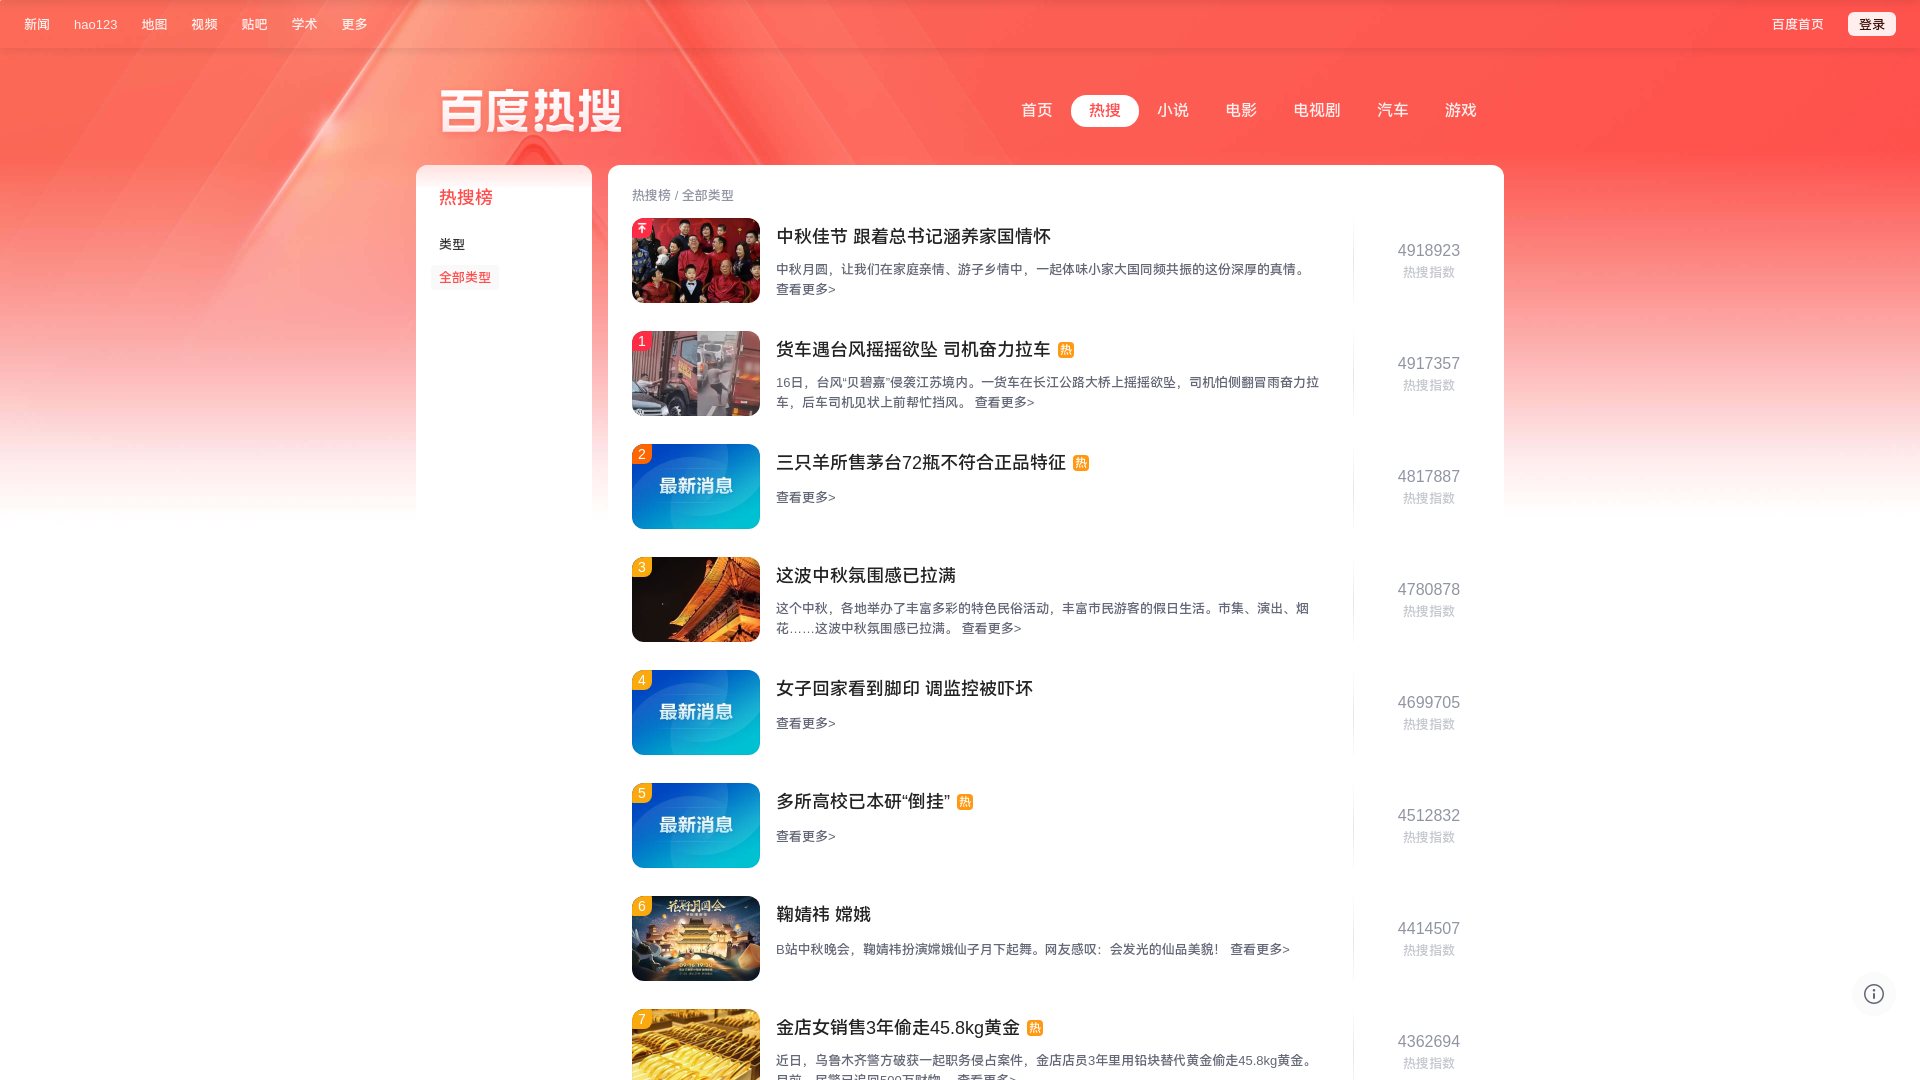 新闻 hao123 地图 视频 贴吧 学术 更多 百度首页 登录
百度热搜
首页 热搜 小说 电影 电视剧 汽车 游戏
热搜榜
类型
全部类型
热搜榜 / 全部类型
中秋佳节 跟着总书记涵养家国情怀
中秋月圆，让我们在家庭亲情、游子乡情中，一起体味小家大国同频共振的这份深厚的真情。
查看更多>
4918923
热搜指数
1
货车遇台风摇摇欲坠 司机奋力拉车 热
16日，台风“贝碧嘉”侵袭江苏境内。一货车在长江公路大桥上摇摇欲坠，司机怕侧翻冒雨奋力拉
车，后车司机见状上前帮忙挡风。 查看更多>
4917357
热搜指数
2
最新消息
三只羊所售茅台72瓶不符合正品特征 热
查看更多>
4817887
热搜指数
3
这波中秋氛围感已拉满
这个中秋，各地举办了丰富多彩的特色民俗活动，丰富市民游客的假日生活。市集、演出、烟
花……这波中秋氛围感已拉满。 查看更多>
4780878
热搜指数
4
最新消息
女子回家看到脚印 调监控被吓坏
查看更多>
4699705
热搜指数
5
最新消息
多所高校已本研“倒挂” 热
查看更多>
4512832
热搜指数
6
花好月圆会
鞠婧祎 嫦娥
B站中秋晚会，鞠婧祎扮演嫦娥仙子月下起舞。网友感叹：会发光的仙品美貌！ 查看更多>
4414507
热搜指数
7
金店女销售3年偷走45.8kg黄金 热
近日，乌鲁木齐警方破获一起职务侵占案件，金店店员3年里用铅块替代黄金偷走45.8kg黄金。
目前，民警已追回500万财物。 查看更多>
4362694
热搜指数